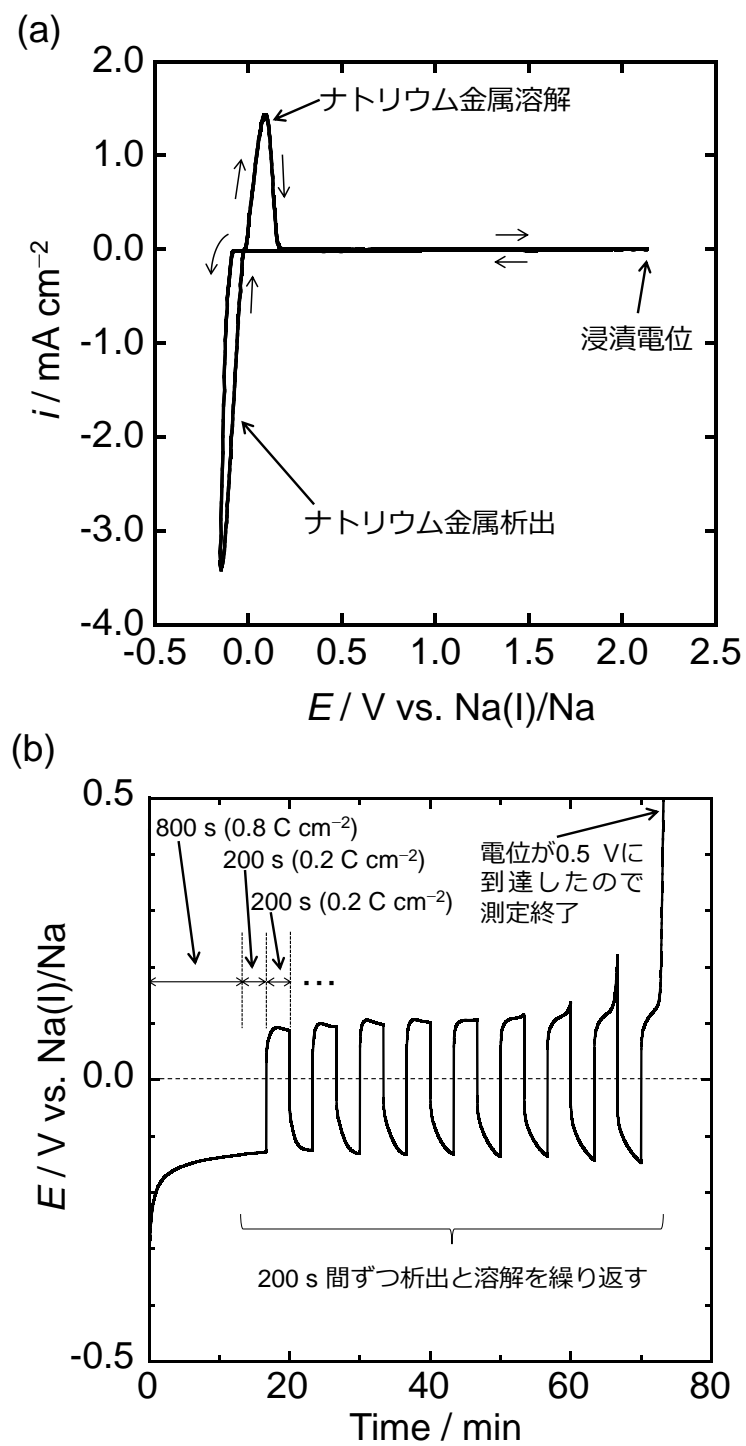 (a)
2.0
ナトリウム金属溶解
1.0
0.0
浸漬電位
-1.0
i / mA cm−2
-2.0
ナトリウム金属析出
-3.0
-4.0
-0.5 0.0 0.5 1.0 1.5 2.0 2.5
E / V vs. Na(I)/Na
(b)
0.5
800 s (0.8 C cm−2)
200 s (0.2 C cm−2)
200 s (0.2 C cm−2)
電位が0.5 Vに
到達したので
測定終了
…
0.0
E / V vs. Na(I)/Na
200 s 間ずつ析出と溶解を繰り返す
-0.5
0 20 40 60 80
Time / min